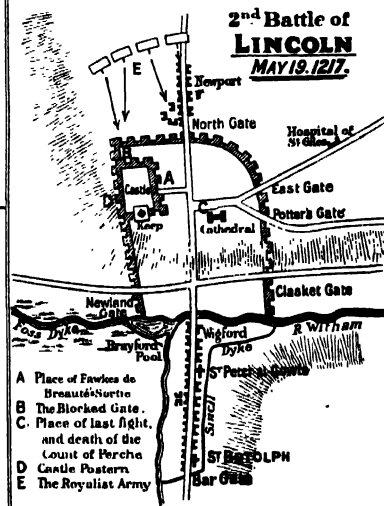 2nd Battle of
LINCOLN
MAY 19. 1217.
E
Newport
North Gate
Hospital of
St Giles
B
A
Castle
D
Keep
C
Cathedral
East Gate
Potter's Gate
Newland
Gate
Clasket Gate
Foss Dyke
Brayford
Pool
Wigford
Dyke
R. Witham
Sincil
St Peter at Gowts
St BOTOLPH
Bar Gate
A Place of Fawkes de
Breauté's Sortie
B The Blocked Gate.
C. Place of last fight,
and death of the
Count of Perche
D Castle Postern
E The Royalist Army